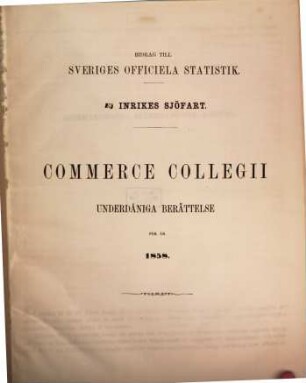 BIDRAG TILL
SVERIGES OFFICIELA STATISTIK.
INRIKES SJÖFART.
COMMERCE COLLEGII
UNDERDÅNIGA BERÄTTELSE
FÖR ÅR
1858.